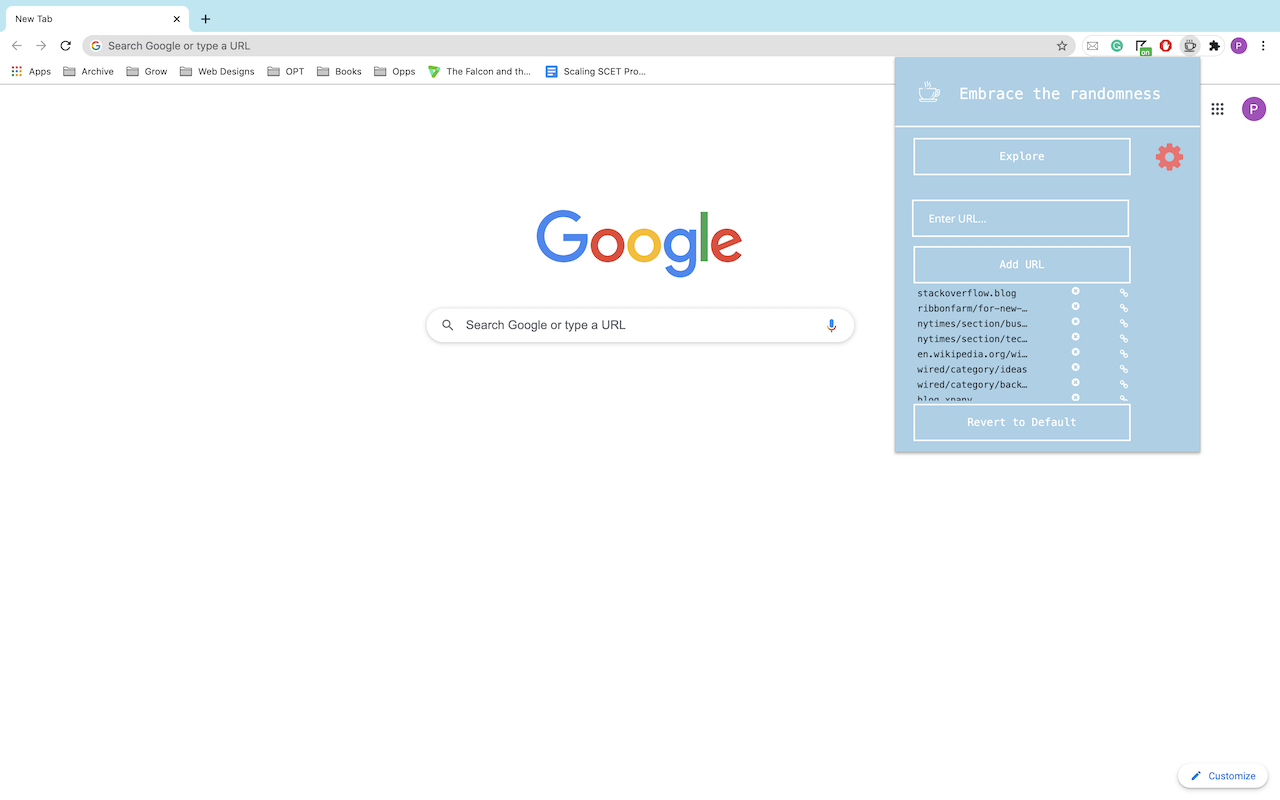 New Tab
Search Google or type a URL
on
P
Apps
Archive
Grow
Web Designs
OPT
Books
Opps
The Falcon and th...
Scaling SCET Pro...
Embrace the randomness
P
Explore
Enter URL...
Add URL
stackoverflow.blog
ribbonfarm/for-new-…
nytimes/section/bus…
nytimes/section/tec…
en.wikipedia.org/wi…
wired/category/ideas
wired/category/back…
Revert to Default
Google
Search Google or type a URL
Customize